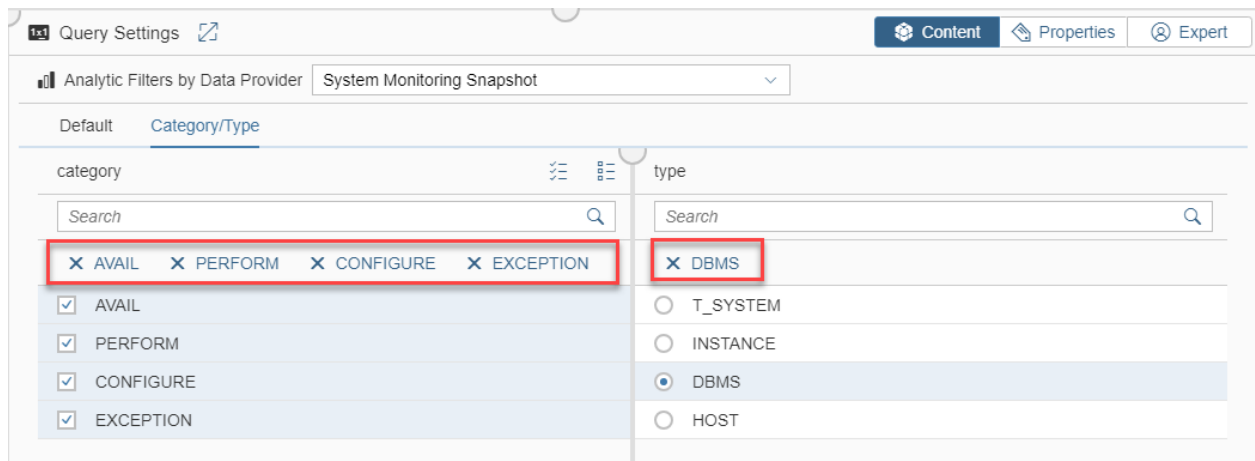 1x1 Query Settings Content Properties Expert
Analytic Filters by Data Provider System Monitoring Snapshot
Default Category/Type
category type
Search Search
AVAIL PERFORM CONFIGURE EXCEPTION DBMS
AVAIL T_SYSTEM
PERFORM INSTANCE
CONFIGURE DBMS
EXCEPTION HOST